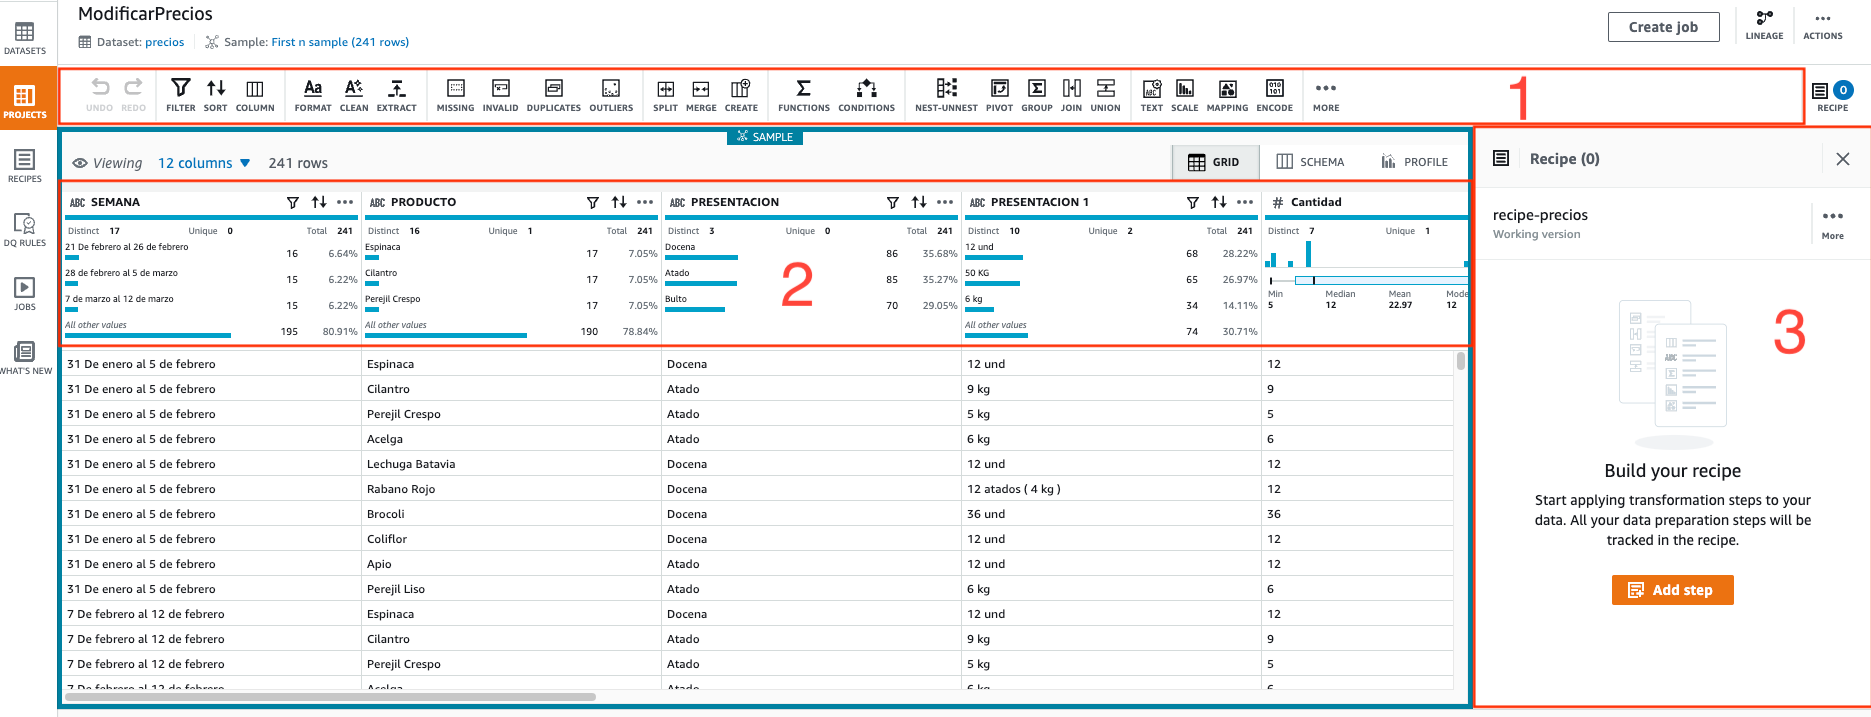 ModificarPrecios
Dataset: precios Sample: First n sample (241 rows)
Create job
LINEAGE
ACTIONS
DATASETS
PROJECTS
RECIPES
DQ RULES
JOBS
WHAT'S NEW
UNDO REDO FILTER SORT COLUMN FORMAT CLEAN EXTRACT MISSING INVALID DUPLICATES OUTLIERS SPLIT MERGE CREATE FUNCTIONS CONDITIONS NEST-UNNEST PIVOT GROUP JOIN UNION TEXT SCALE MAPPING ENCODE MORE
1
0
RECIPE
SAMPLE
Viewing 12 columns 241 rows
GRID SCHEMA PROFILE
ABC SEMANA
Distinct 17 Unique 0 Total 241
21 De febrero al 26 de febrero 16 6.64%
28 de febrero al 5 de marzo 15 6.22%
7 de marzo al 12 de marzo 15 6.22%
All other values 195 80.91%
ABC PRODUCTO
Distinct 16 Unique 1 Total 241
Espinaca 17 7.05%
Cilantro 17 7.05%
Perejil Crespo 17 7.05%
All other values 190 78.84%
ABC PRESENTACION
Distinct 3 Unique 0 Total 241
Docena 86 35.68%
Atado 85 35.27%
Bulto 70 29.05%
2
ABC PRESENTACION 1
Distinct 10 Unique 2 Total 241
12 und 68 28.22%
50 KG 65 26.97%
6 kg 34 14.11%
All other values 74 30.71%
# Cantidad
Distinct 7 Unique 1
Min Median Mean Mode
5 12 22.97 12
31 De enero al 5 de febrero Espinaca Docena 12 und 12
31 De enero al 5 de febrero Cilantro Atado 9 kg 9
31 De enero al 5 de febrero Perejil Crespo Atado 5 kg 5
31 De enero al 5 de febrero Acelga Atado 6 kg 6
31 De enero al 5 de febrero Lechuga Batavia Docena 12 und 12
31 De enero al 5 de febrero Rabano Rojo Docena 12 atados ( 4 kg ) 12
31 De enero al 5 de febrero Brocoli Docena 36 und 36
31 De enero al 5 de febrero Coliflor Docena 12 und 12
31 De enero al 5 de febrero Apio Atado 12 und 12
31 De enero al 5 de febrero Perejil Liso Atado 6 kg 6
7 De febrero al 12 de febrero Espinaca Docena 12 und 12
7 De febrero al 12 de febrero Cilantro Atado 9 kg 9
7 De febrero al 12 de febrero Perejil Crespo Atado 5 kg 5
7 De febrero al 12 de febrero Acelga Atado 6 kg 6
Recipe (0)
recipe-precios
Working version
More
3
ABC
Build your recipe
Start applying transformation steps to your
data. All your data preparation steps will be
tracked in the recipe.
Add step